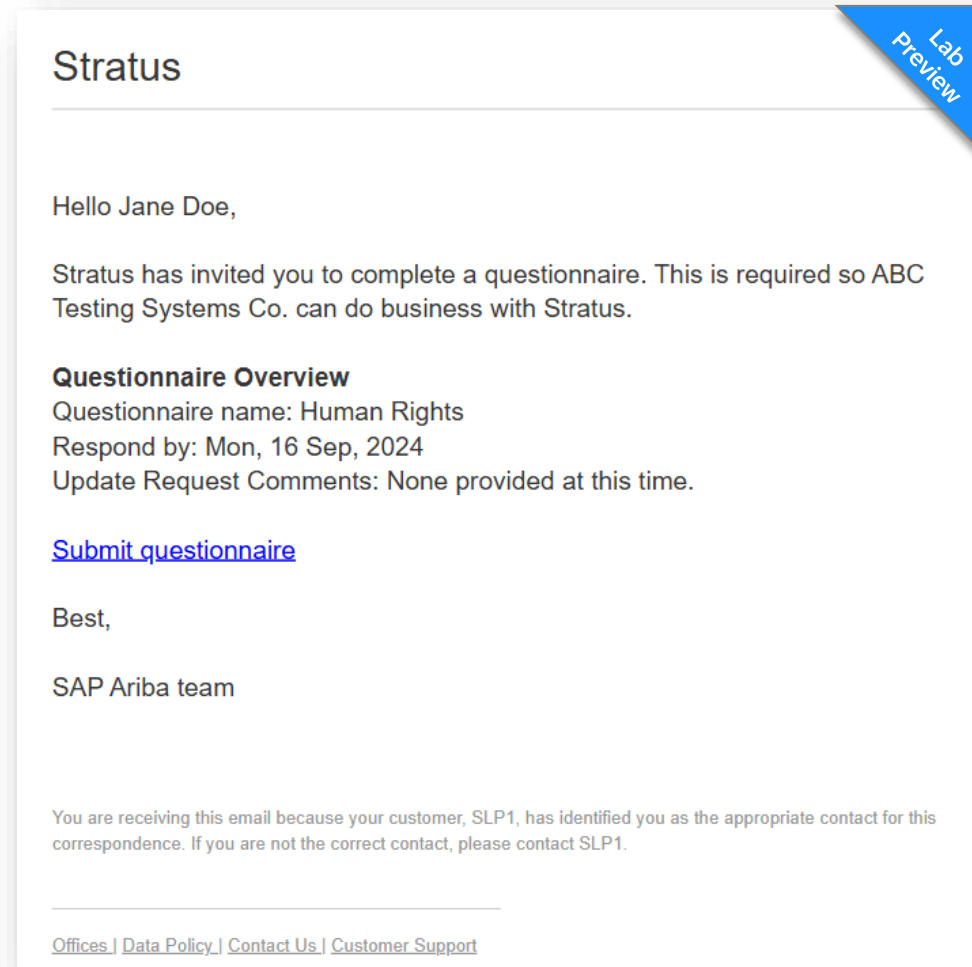 Stratus
Lab
Preview
Hello Jane Doe,
Stratus has invited you to complete a questionnaire. This is required so ABC
Testing Systems Co. can do business with Stratus.
Questionnaire Overview
Questionnaire name: Human Rights
Respond by: Mon, 16 Sep, 2024
Update Request Comments: None provided at this time.
Submit questionnaire
Best,
SAP Ariba team
You are receiving this email because your customer, SLP1, has identified you as the appropriate contact for this
correspondence. If you are not the correct contact, please contact SLP1.
Offices | Data Policy | Contact Us | Customer Support